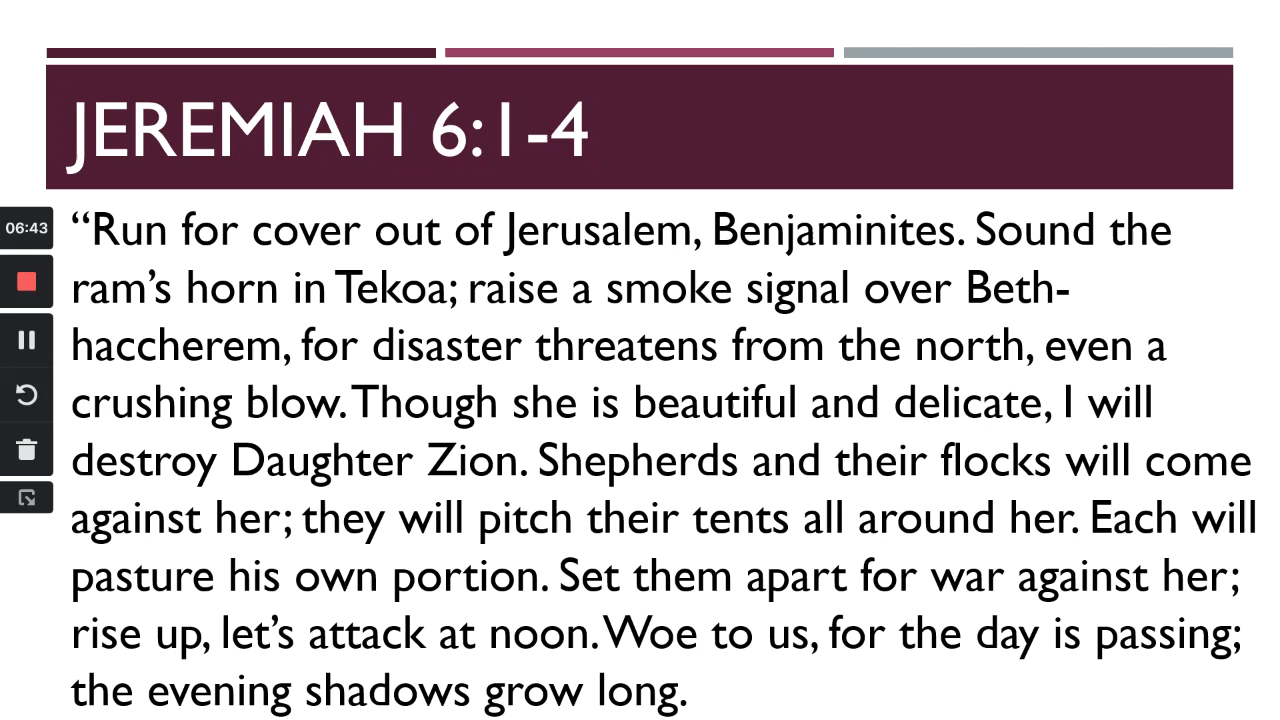 JEREMIAH 6:1-4
06:43
“Run for cover out of Jerusalem, Benjaminites. Sound the
ram’s horn in Tekoa; raise a smoke signal over Beth-
haccherem, for disaster threatens from the north, even a
crushing blow. Though she is beautiful and delicate, I will
destroy Daughter Zion. Shepherds and their flocks will come
against her; they will pitch their tents all around her. Each will
pasture his own portion. Set them apart for war against her;
rise up, let’s attack at noon. Woe to us, for the day is passing;
the evening shadows grow long.